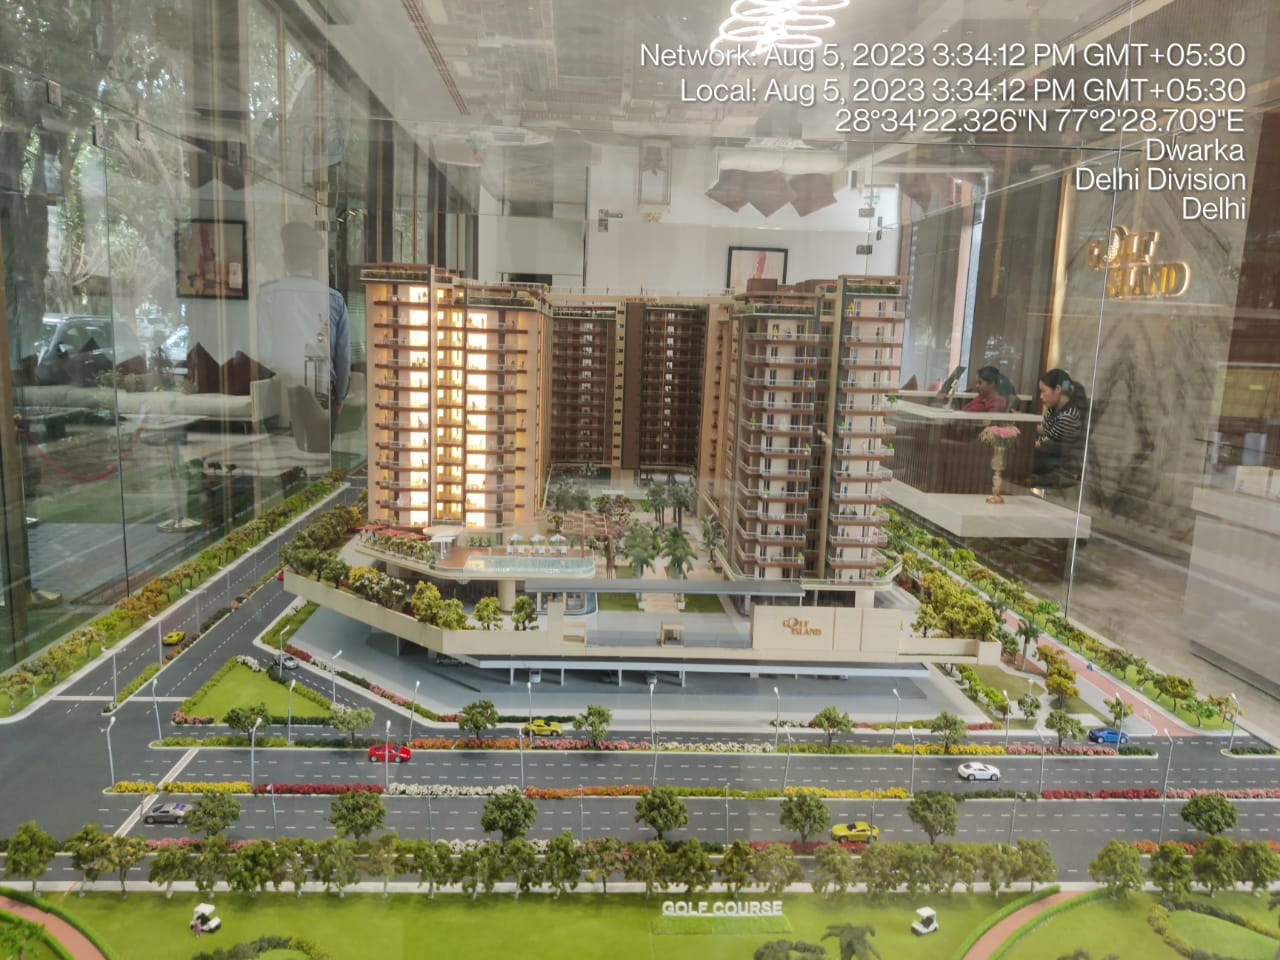 Network: Aug 5, 2023 3:34:12 PM GMT+05:30
Local: Aug 5, 2023 3:34:12 PM GMT+05:30
28°34'22.326"N 77°2'28.709"E
Dwarka
Delhi Division
Delhi
GOLF
ISLAND
GOLF
ISLAND
GOLF COURSE